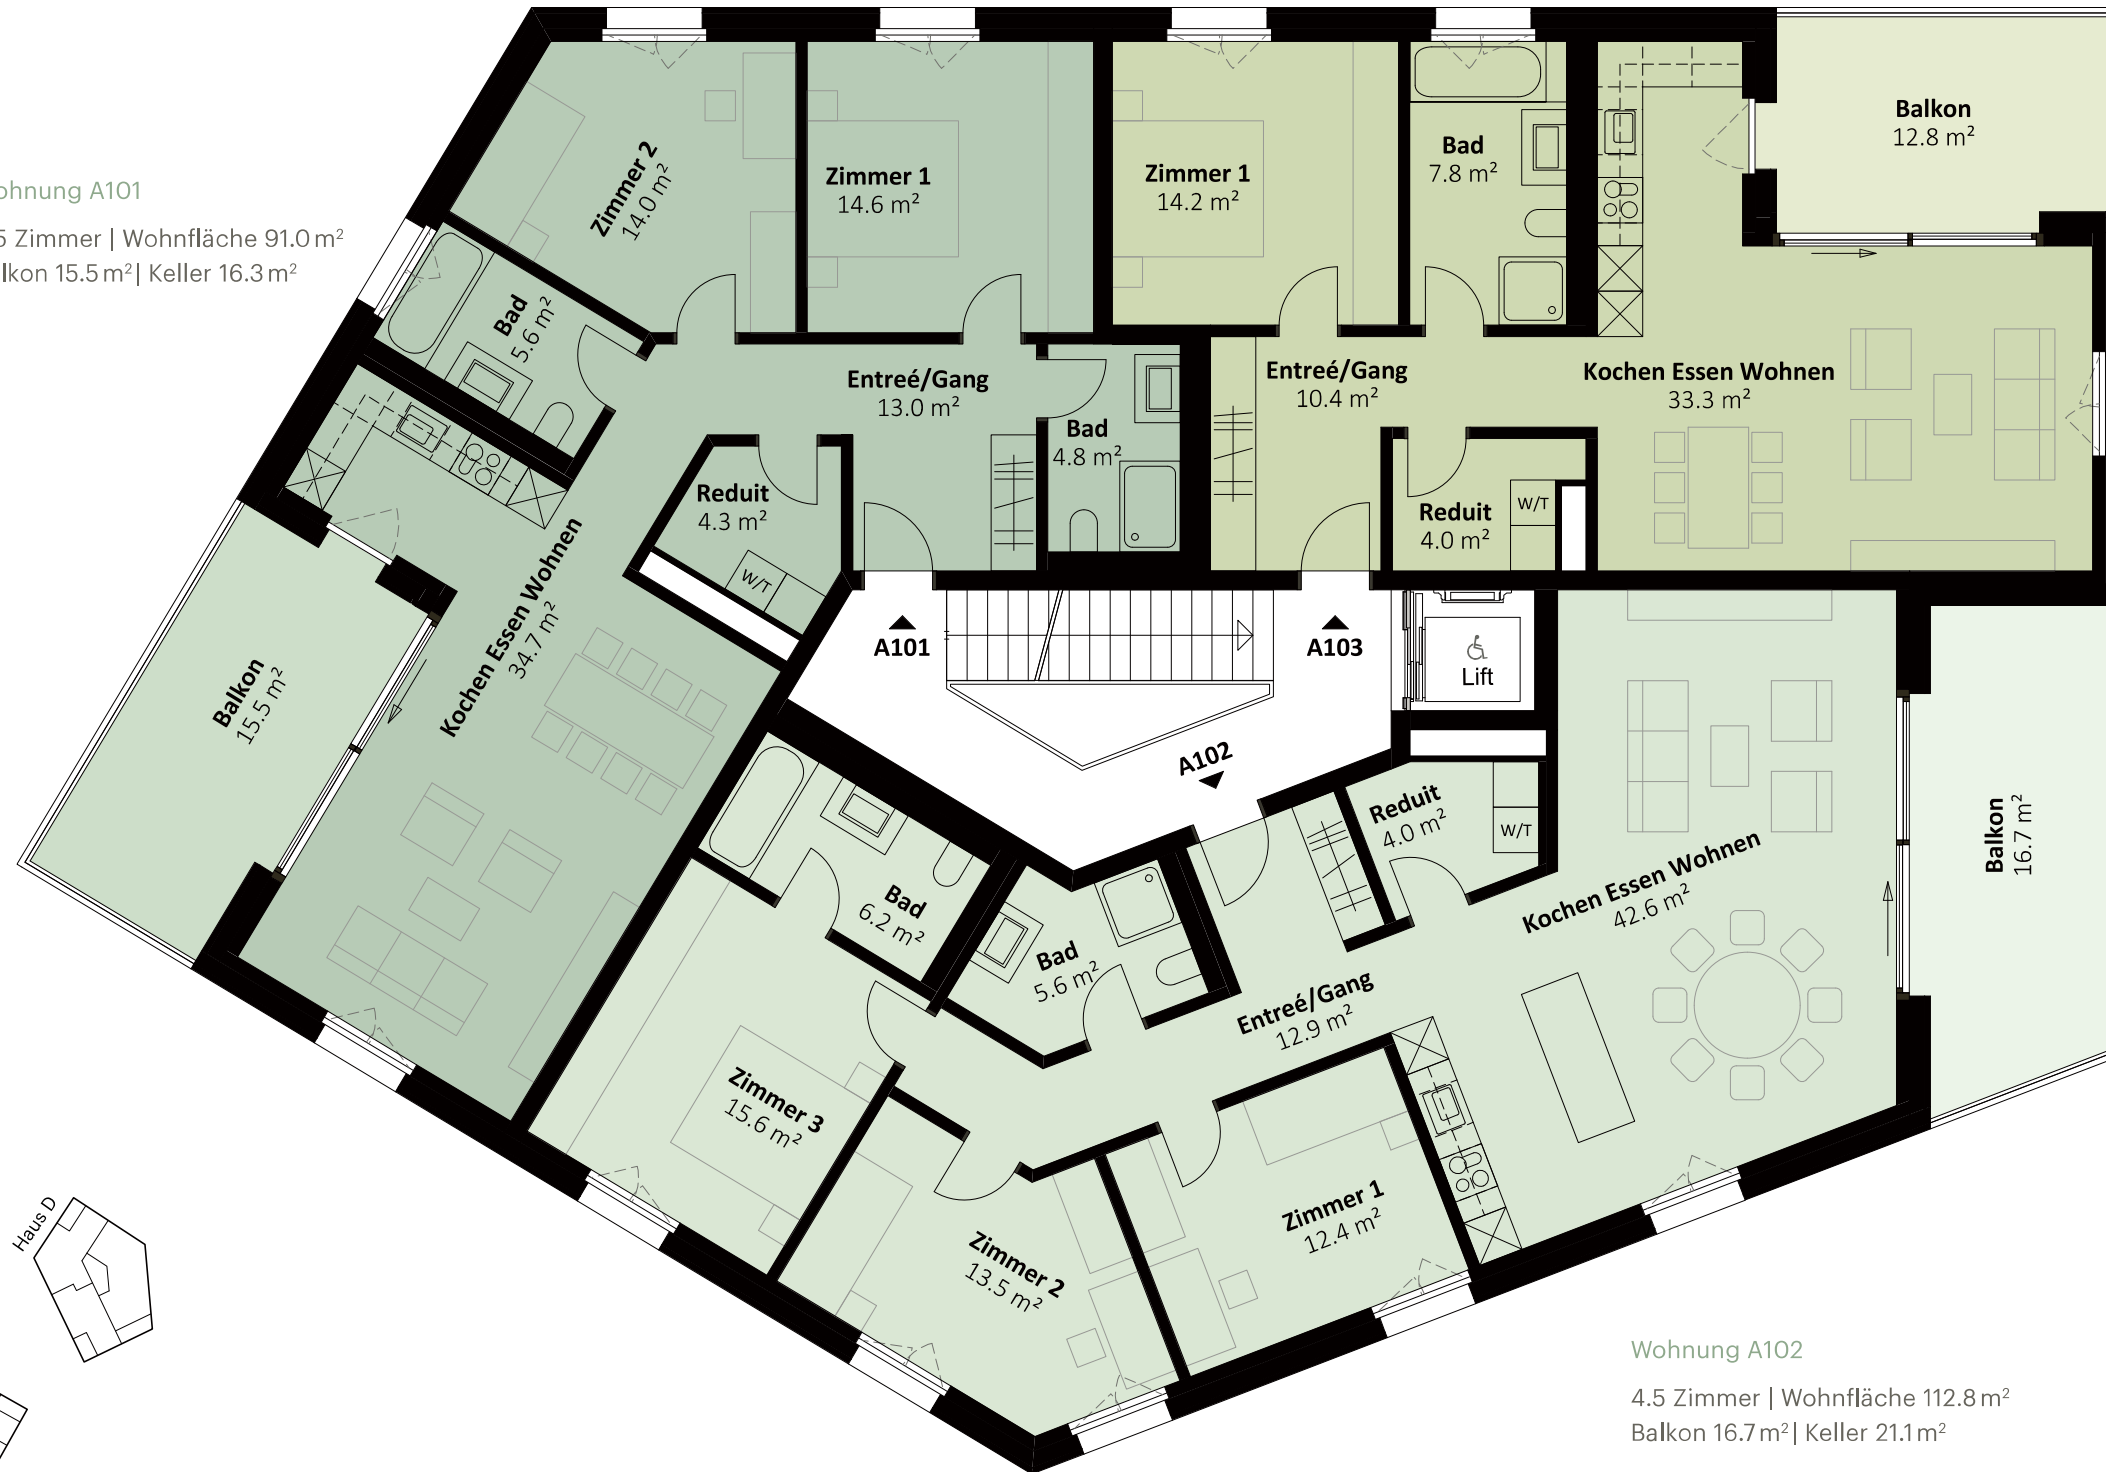 ohnung A101
5 Zimmer | Wohnfläche 91.0 m²
lkon 15.5 m² | Keller 16.3 m²
Zimmer 2
14.0 m²
Zimmer 1
14.6 m²
Zimmer 1
14.2 m²
Bad
7.8 m²
Balkon
12.8 m²
Bad
5.6 m²
Entreé/Gang
13.0 m²
Bad
4.8 m²
Entreé/Gang
10.4 m²
Kochen Essen Wohnen
33.3 m²
Reduit
4.3 m²
W/T
Reduit
4.0 m²
W/T
Kochen Essen Wohnen
34.7 m²
Balkon
15.5 m²
A101
A103
Lift
A102
Reduit
4.0 m²
W/T
Kochen Essen Wohnen
42.6 m²
Balkon
16.7 m²
Bad
6.2 m²
Bad
5.6 m²
Entreé/Gang
12.9 m²
Zimmer 3
15.6 m²
Zimmer 2
13.5 m²
Zimmer 1
12.4 m²
Haus D
Wohnung A102
4.5 Zimmer | Wohnfläche 112.8 m²
Balkon 16.7 m² | Keller 21.1 m²